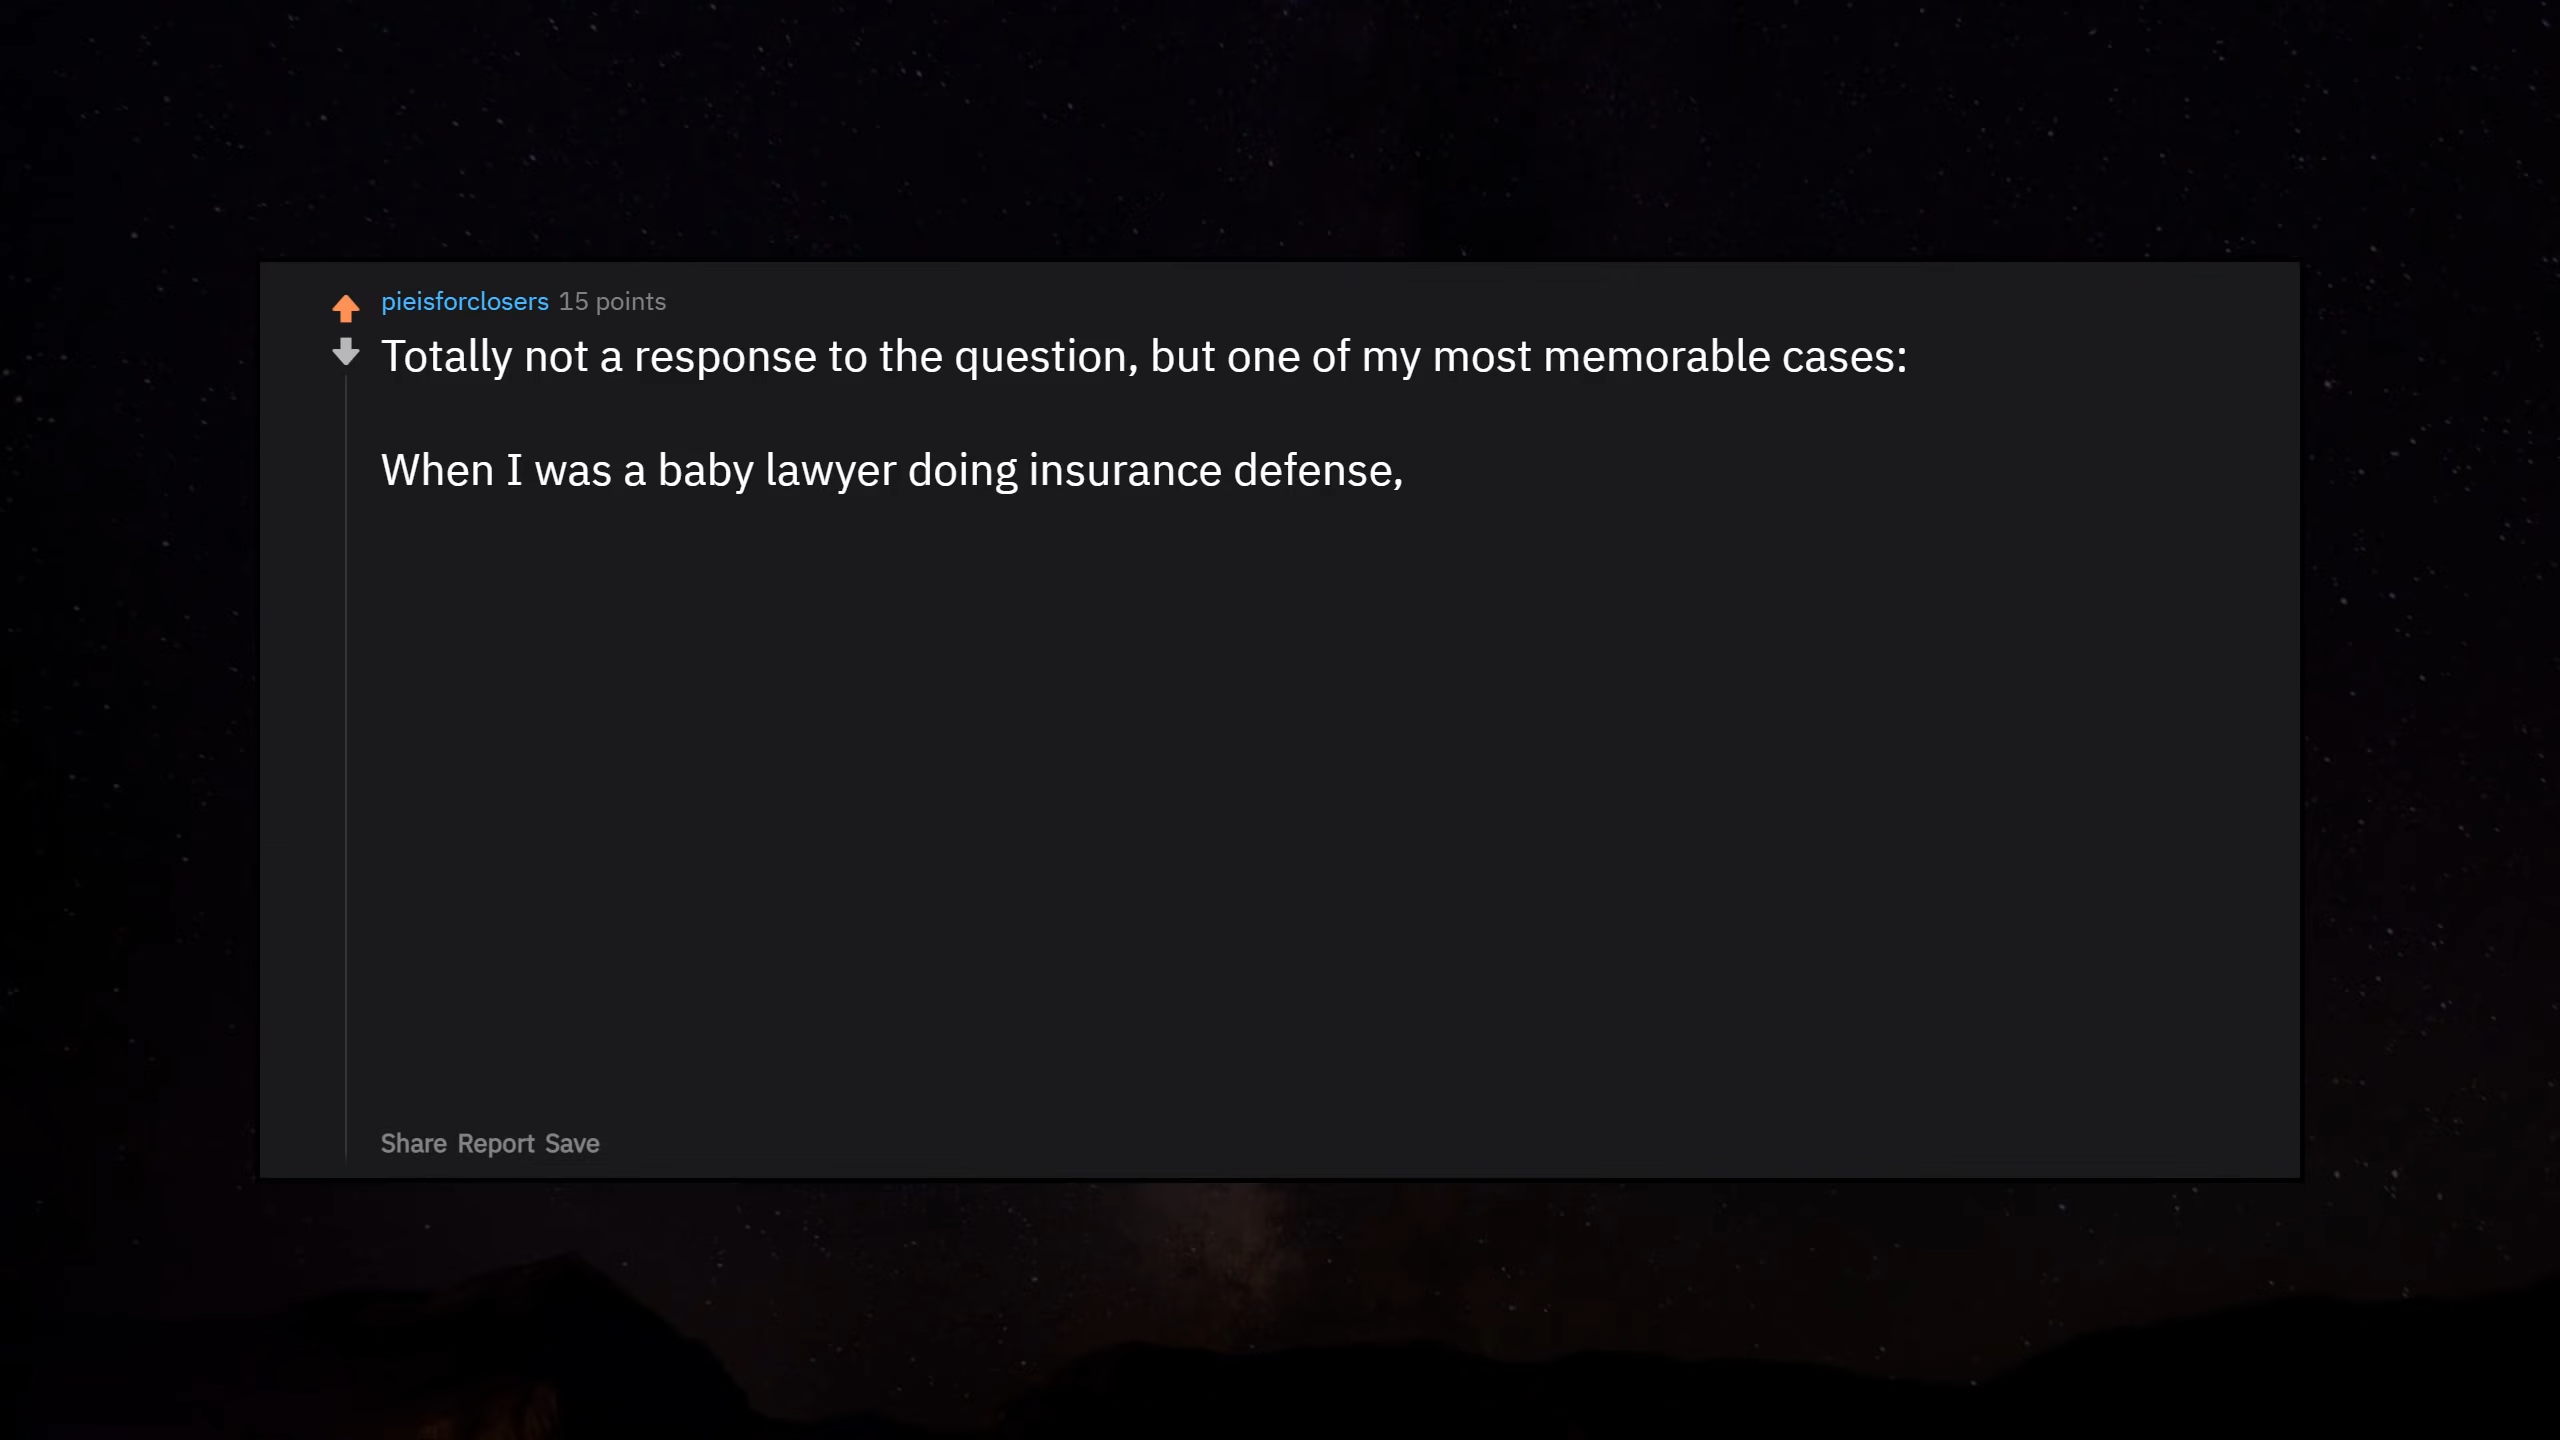 pieisforclosers 15 points
Totally not a response to the question, but one of my most memorable cases:
When I was a baby lawyer doing insurance defense,
Share Report Save